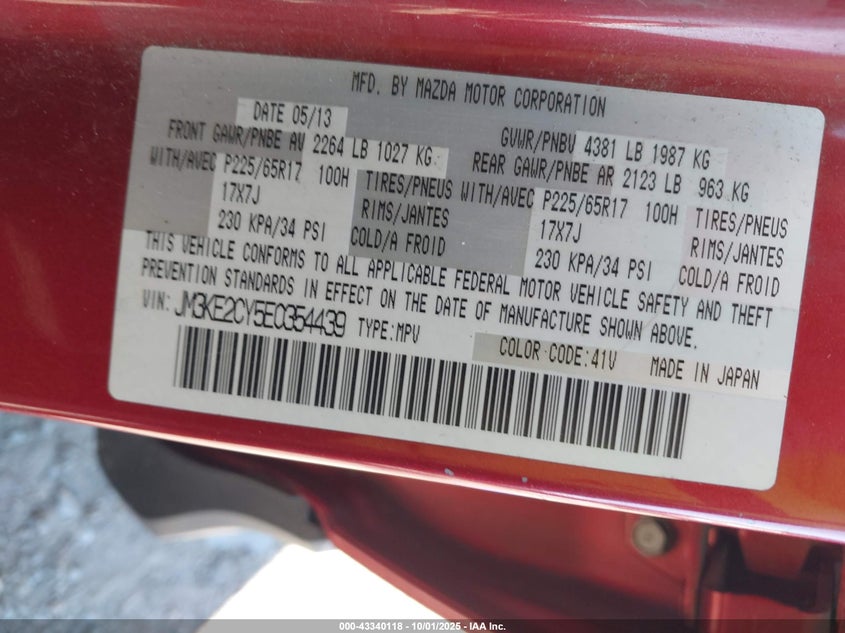 MFD. BY MAZDA MOTOR CORPORATION
DATE 05/13
GVWR/PNBV 4381 LB 1987 KG
FRONT GAWR/PNBE AV 2264 LB 1027 KG
REAR GAWR/PNBE AR 2123 LB 963 KG
WITH/AVEC P225/65R17 100H TIRES/PNEUS
17X7J RIMS/JANTES
230 KPA/34 PSI COLD/A FROID
WITH/AVEC P225/65R17 100H TIRES/PNEUS
17X7J RIMS/JANTES
230 KPA/34 PSI COLD/A FROID
THIS VEHICLE CONFORMS TO ALL APPLICABLE FEDERAL MOTOR VEHICLE SAFETY AND THEFT
PREVENTION STANDARDS IN EFFECT ON THE DATE OF MANUFACTURE SHOWN ABOVE.
VIN: JM3KE2CY5E0354439 TYPE:MPV
COLOR CODE:41V MADE IN JAPAN
000-43340118 - 10/01/2025 - IAA Inc.